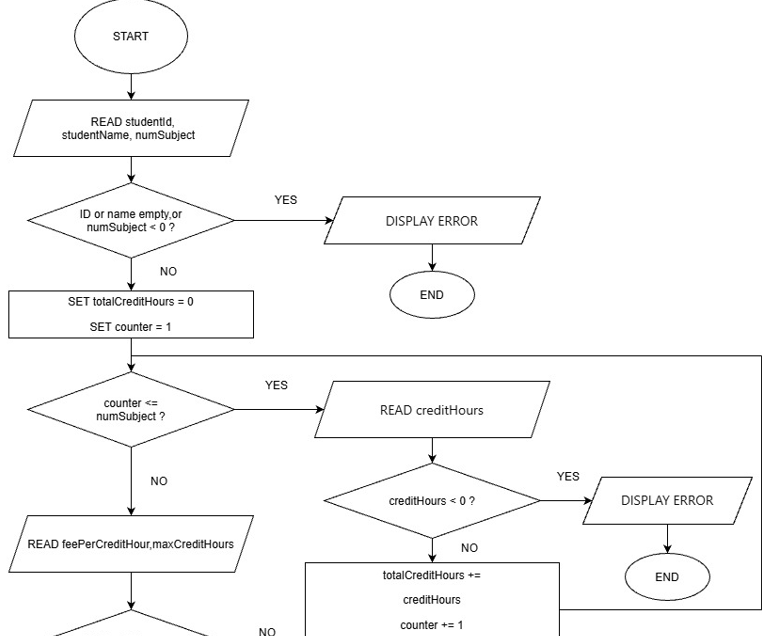 START
READ studentId,
studentName, numSubject
ID or name empty,or
numSubject < 0 ?
YES
DISPLAY ERROR
END
NO
SET totalCreditHours = 0
SET counter = 1
counter <=
numSubject ?
YES
READ creditHours
creditHours < 0 ?
YES
DISPLAY ERROR
END
NO
totalCreditHours +=
creditHours
counter += 1
NO
READ feePerCreditHour,maxCreditHours
NO